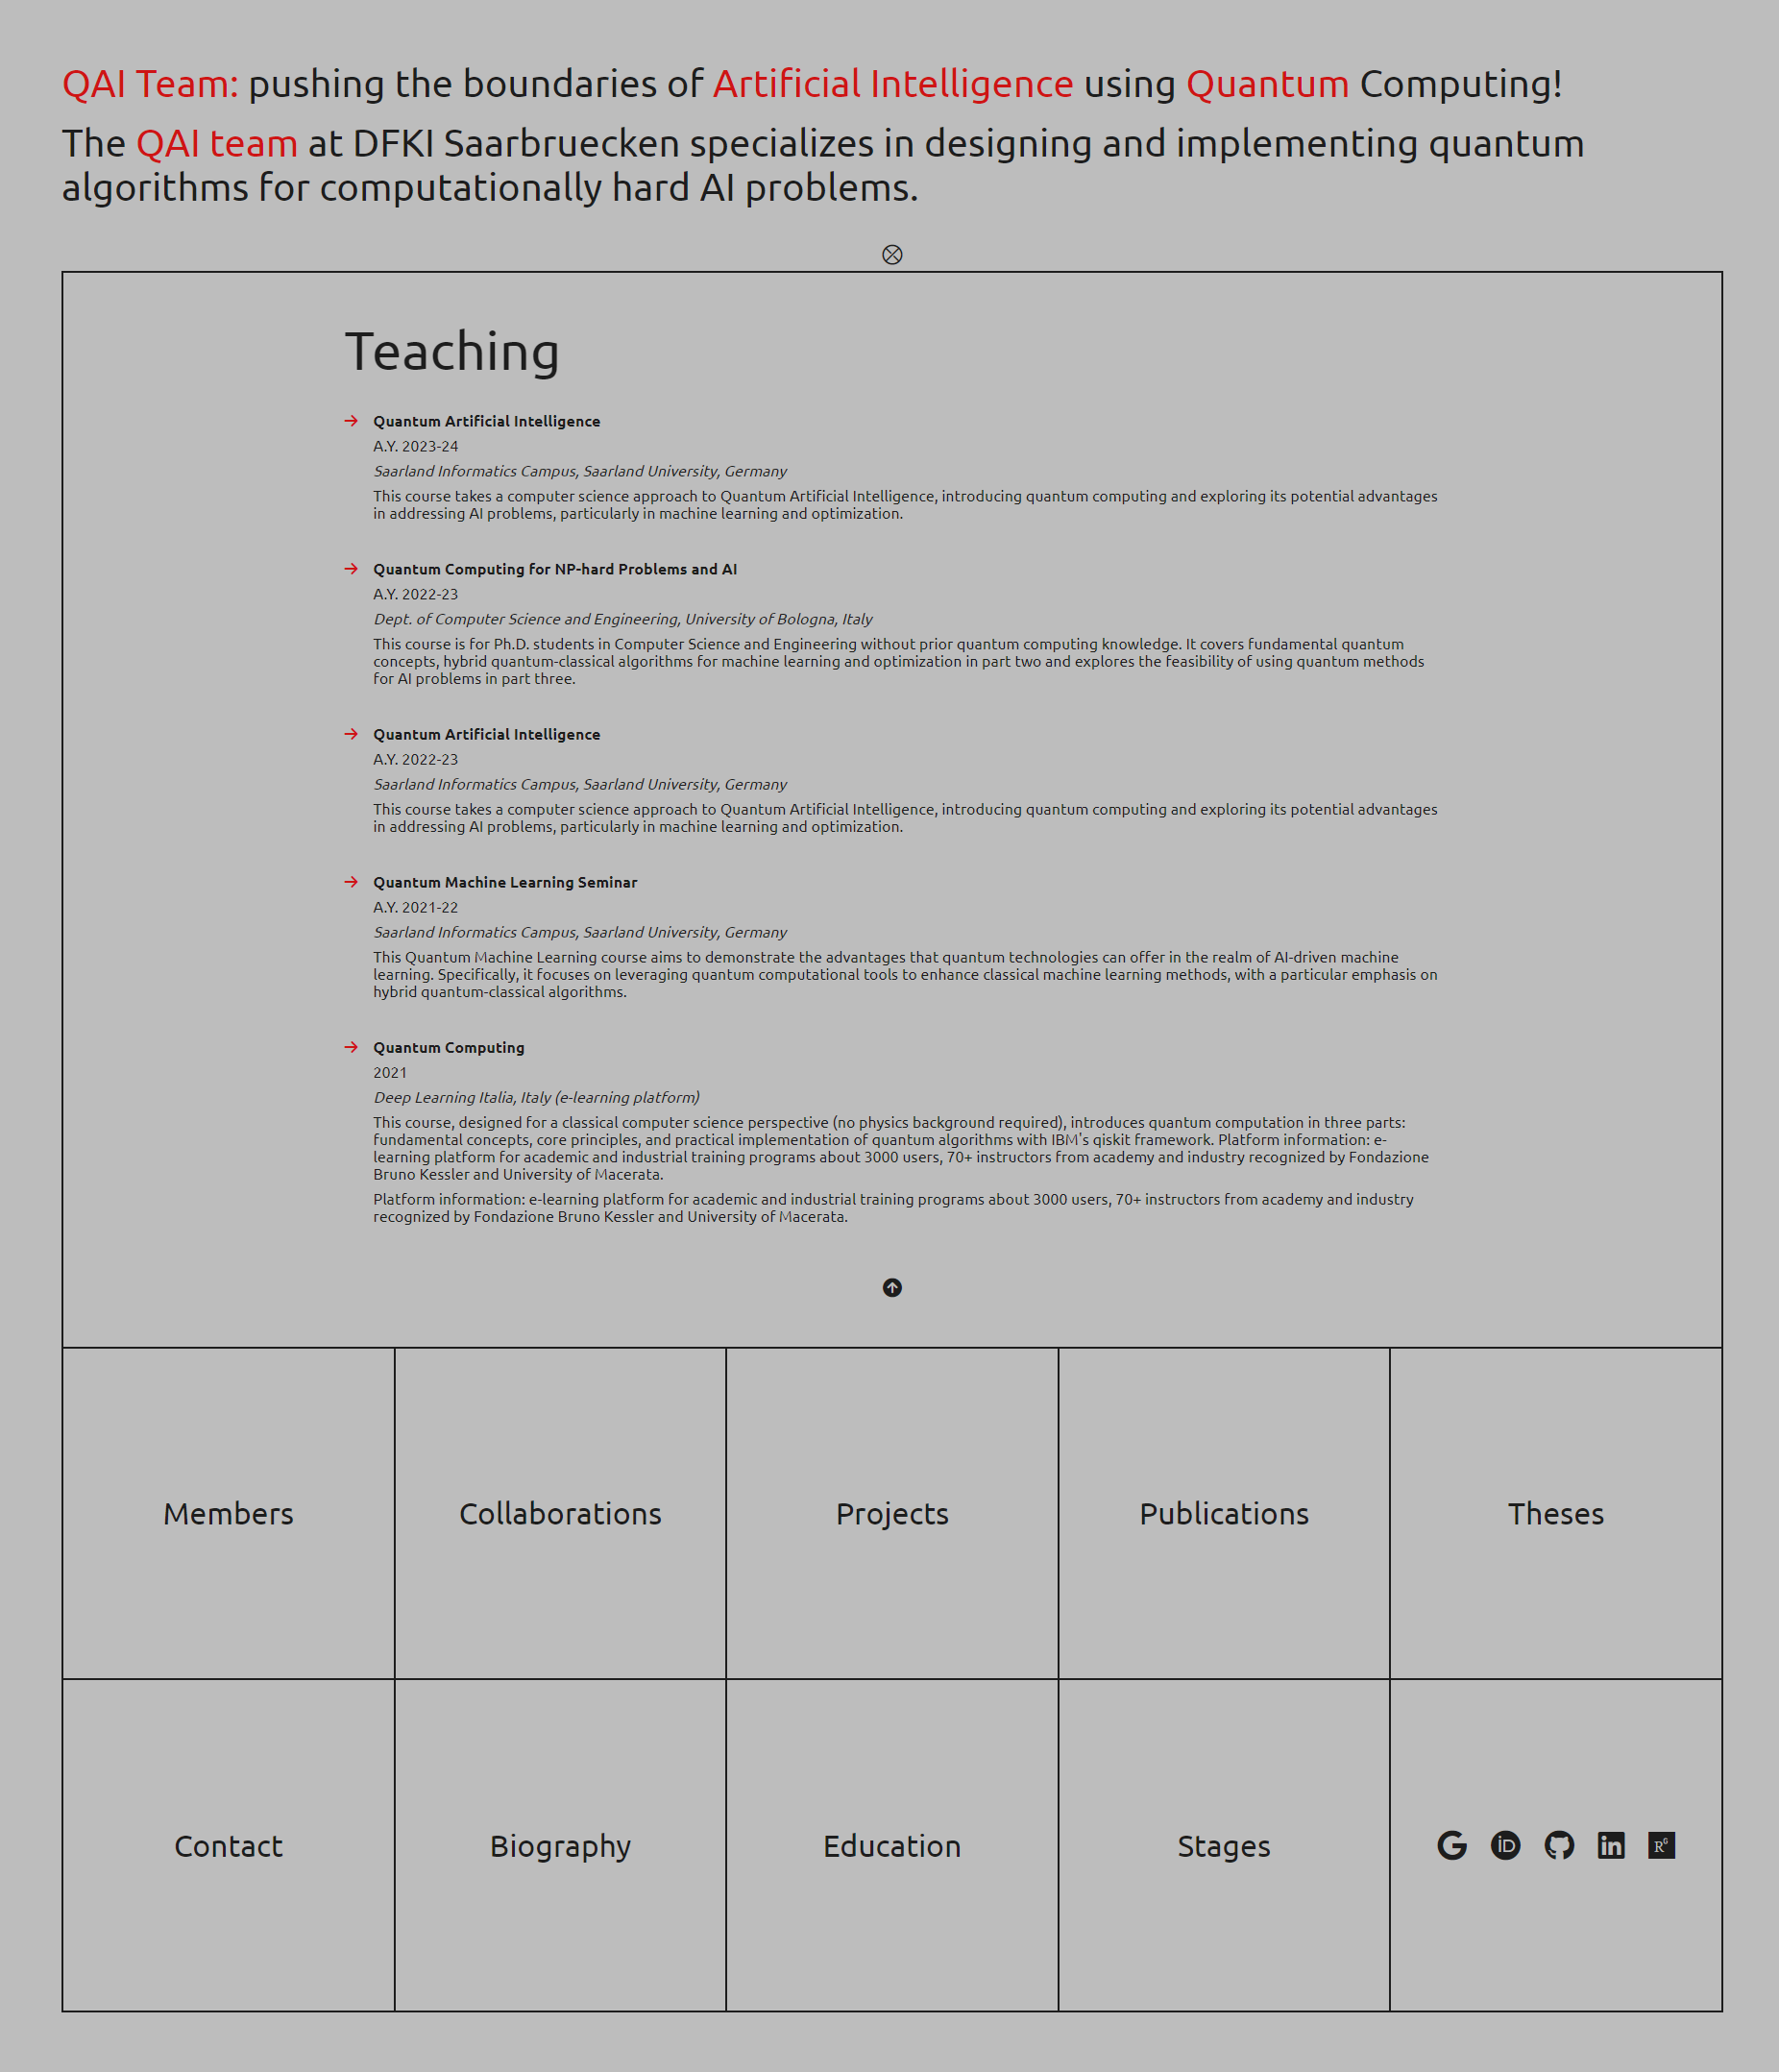 QAI Team: pushing the boundaries of Artificial Intelligence using Quantum Computing!
The QAI team at DFKI Saarbruecken specializes in designing and implementing quantum
algorithms for computationally hard AI problems.
Teaching
Quantum Artificial Intelligence
A.Y. 2023-24
Saarland Informatics Campus, Saarland University, Germany
This course takes a computer science approach to Quantum Artificial Intelligence, introducing quantum computing and exploring its potential advantages
in addressing AI problems, particularly in machine learning and optimization.
Quantum Computing for NP-hard Problems and AI
A.Y. 2022-23
Dept. of Computer Science and Engineering, University of Bologna, Italy
This course is for Ph.D. students in Computer Science and Engineering without prior quantum computing knowledge. It covers fundamental quantum
concepts, hybrid quantum-classical algorithms for machine learning and optimization in part two and explores the feasibility of using quantum methods
for AI problems in part three.
Quantum Artificial Intelligence
A.Y. 2022-23
Saarland Informatics Campus, Saarland University, Germany
This course takes a computer science approach to Quantum Artificial Intelligence, introducing quantum computing and exploring its potential advantages
in addressing AI problems, particularly in machine learning and optimization.
Quantum Machine Learning Seminar
A.Y. 2021-22
Saarland Informatics Campus, Saarland University, Germany
This Quantum Machine Learning course aims to demonstrate the advantages that quantum technologies can offer in the realm of AI-driven machine
learning. Specifically, it focuses on leveraging quantum computational tools to enhance classical machine learning methods, with a particular emphasis on
hybrid quantum-classical algorithms.
Quantum Computing
2021
Deep Learning Italia, Italy (e-learning platform)
This course, designed for a classical computer science perspective (no physics background required), introduces quantum computation in three parts:
fundamental concepts, core principles, and practical implementation of quantum algorithms with IBM's qiskit framework. Platform information: e-
learning platform for academic and industrial training programs about 3000 users, 70+ instructors from academy and industry recognized by Fondazione
Bruno Kessler and University of Macerata.
Platform information: e-learning platform for academic and industrial training programs about 3000 users, 70+ instructors from academy and industry
recognized by Fondazione Bruno Kessler and University of Macerata.
Members
Collaborations
Projects
Publications
Theses
Contact
Biography
Education
Stages
G iD in RG